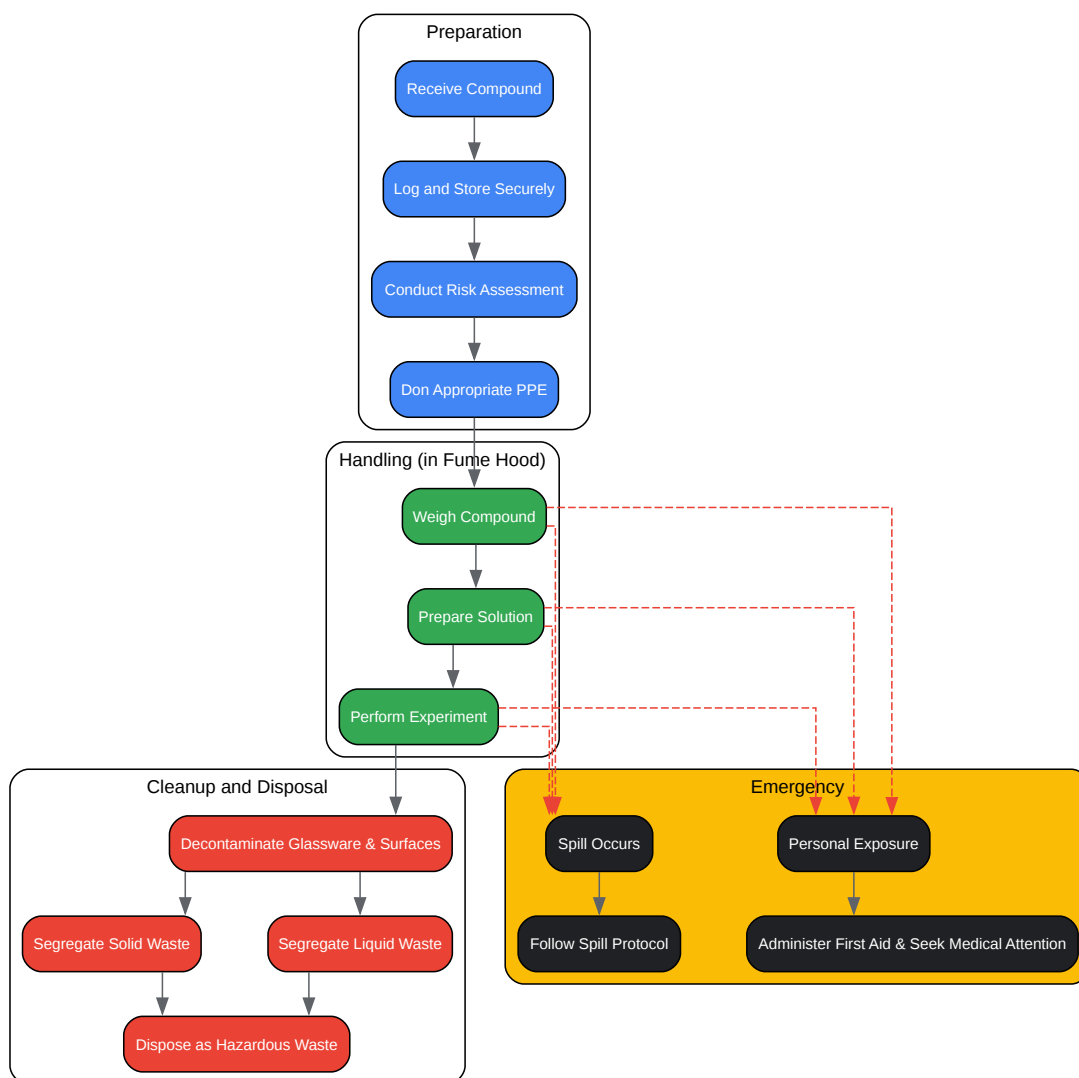 Preparation
Receive Compound
Log and Store Securely
Conduct Risk Assessment
Don Appropriate PPE
Handling (in Fume Hood)
Weigh Compound
Prepare Solution
Perform Experiment
Cleanup and Disposal
Decontaminate Glassware & Surfaces
Segregate Solid Waste
Segregate Liquid Waste
Dispose as Hazardous Waste
Emergency
Spill Occurs
Personal Exposure
Follow Spill Protocol
Administer First Aid & Seek Medical Attention